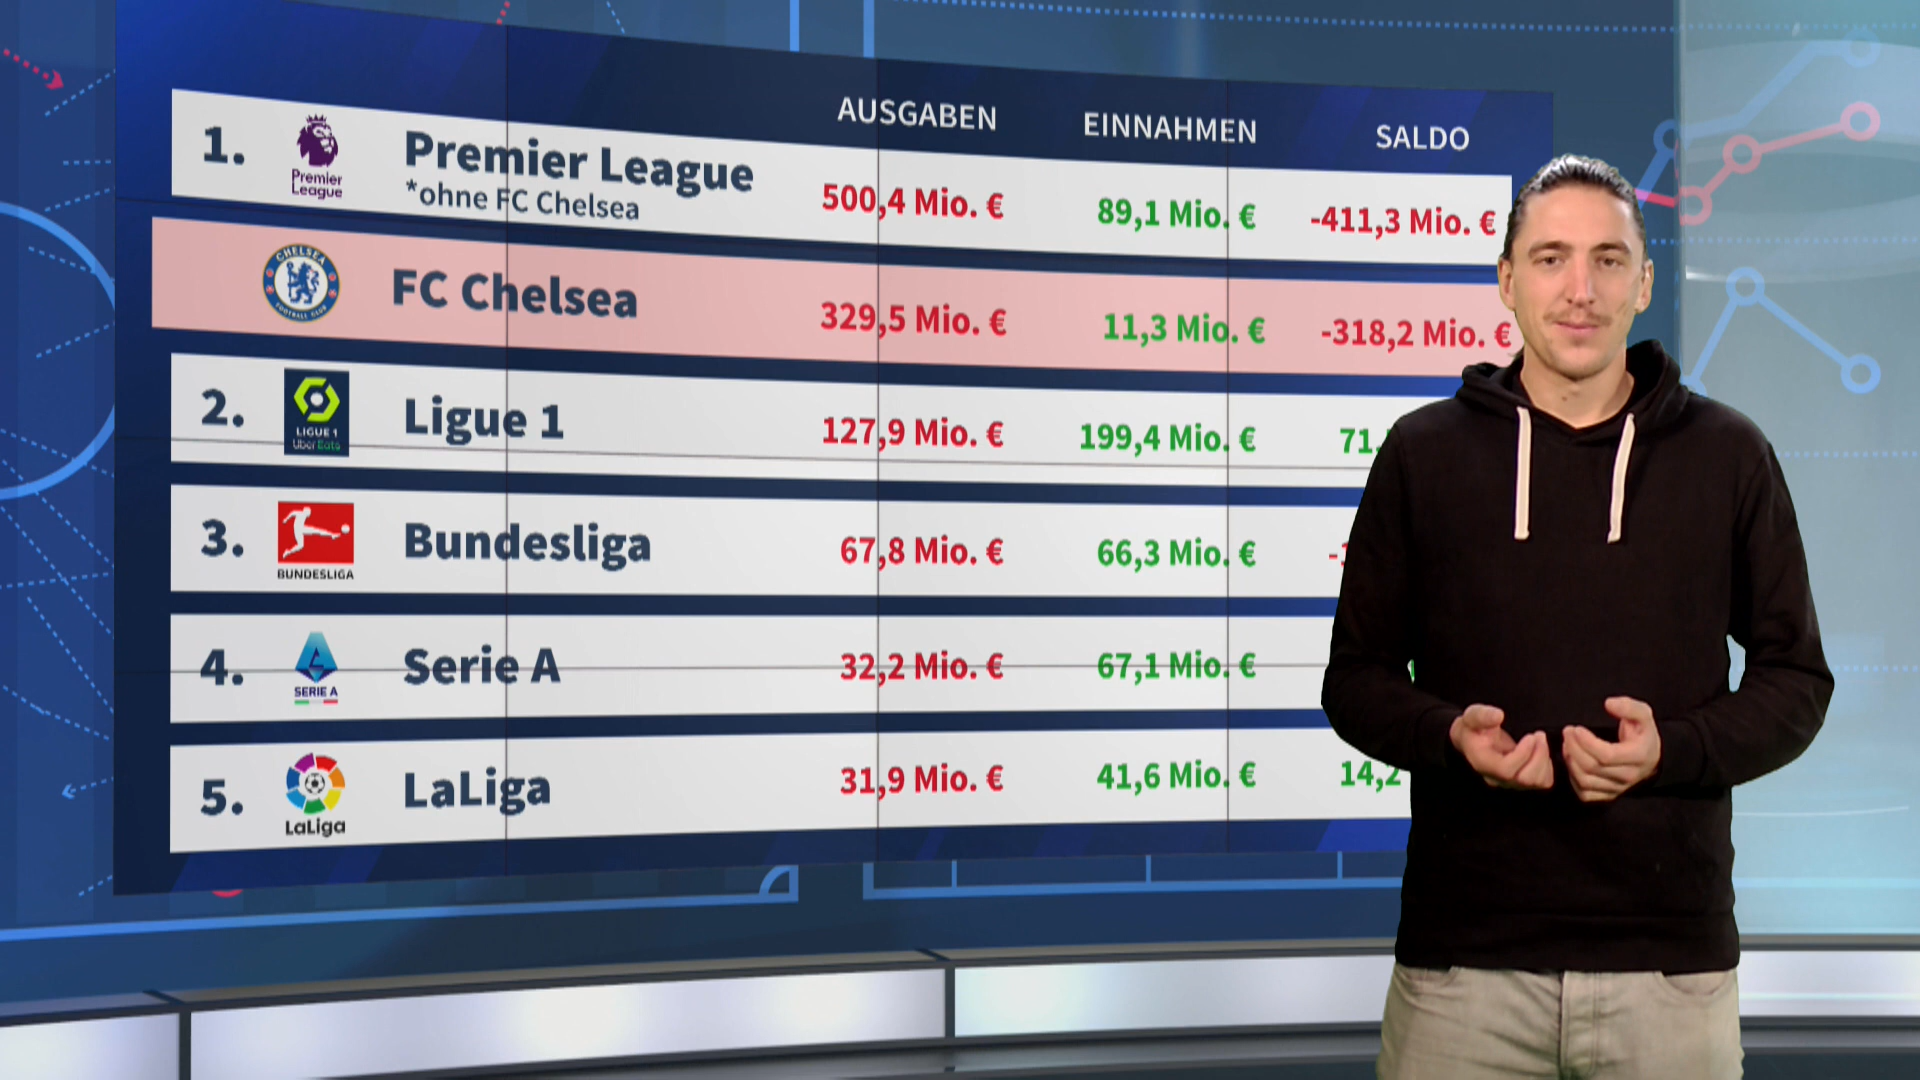 AUSGABEN EINNAHMEN SALDO
1. Premier League Premier League 500,4 Mio. € 89,1 Mio. € -411,3 Mio. €
*ohne FC Chelsea
CHELSEA FOOTBALL CLUB FC Chelsea 329,5 Mio. € 11,3 Mio. € -318,2 Mio. €
2. LIGUE 1 Uber Eats Ligue 1 127,9 Mio. € 199,4 Mio. € 71,
3. BUNDESLIGA Bundesliga 67,8 Mio. € 66,3 Mio. €
4. SERIE A Serie A 32,2 Mio. € 67,1 Mio. €
5. LaLiga LaLiga 31,9 Mio. € 41,6 Mio. € 14,2